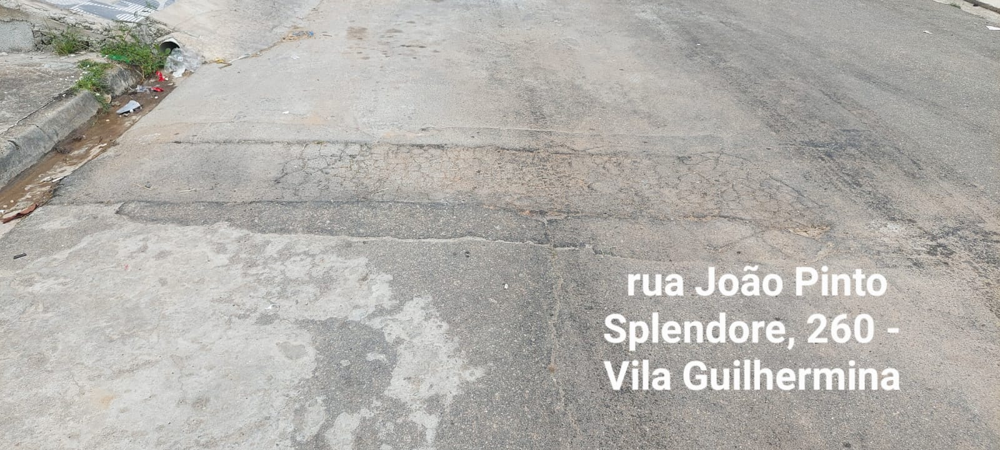 rua João Pinto
Splendore, 260 -
Vila Guilhermina